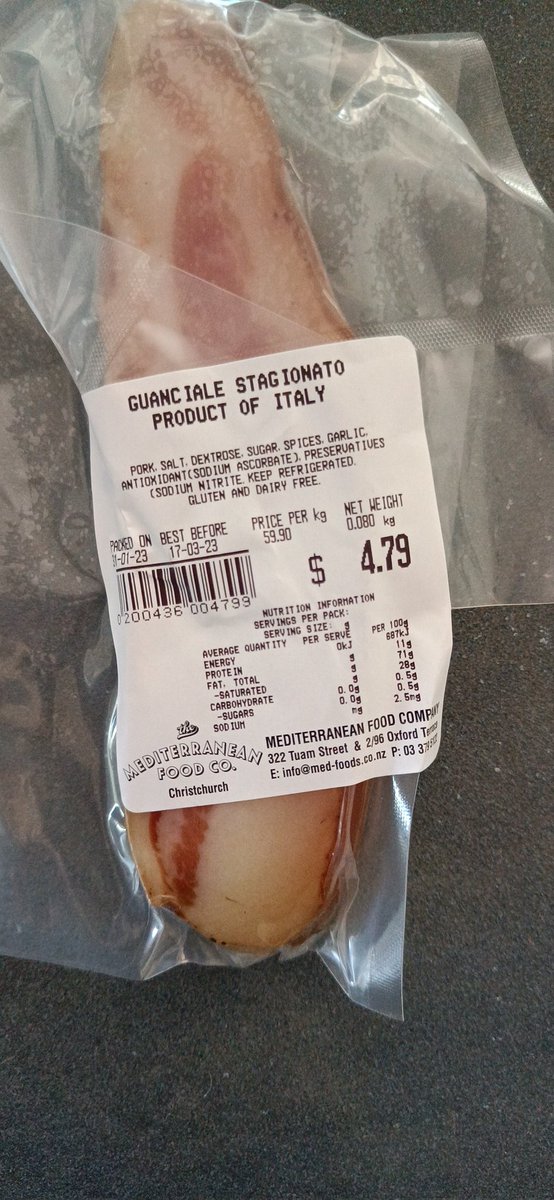 GUANCIALE STAGIONATO
PRODUCT OF ITALY
PORK, SALT, DEXTROSE, SUGAR, SPICES, GARLIC,
ANTIOXIDANT(SODIUM ASCORBATE), PRESERVATIVES
(SODIUM NITRITE. KEEP REFRIGERATED.
GLUTEN AND DAIRY FREE.
PACKED ON BEST BEFORE PRICE PER kg NET WEIGHT
31-01-23 17-03-23 59.90 0.080 kg
$ 4.79
0 200436 004799
NUTRITION INFORMATION
SERVINGS PER PACK:
SERVING SIZE: g
AVERAGE QUANTITY PER SERVE PER 100g
ENERGY 0kJ 687kJ
PROTEIN g 11g
FAT, TOTAL g 71g
-SATURATED g 28g
CARBOHYDRATE 0.0g 0.5g
-SUGARS 0.0g 0.5g
SODIUM mg 2.5mg
the
MEDITERRANEAN
FOOD CO.
Christchurch
MEDITERRANEAN FOOD COMPANY
322 Tuam Street & 2/96 Oxford
E: info@med-foods.co.nz P: 03